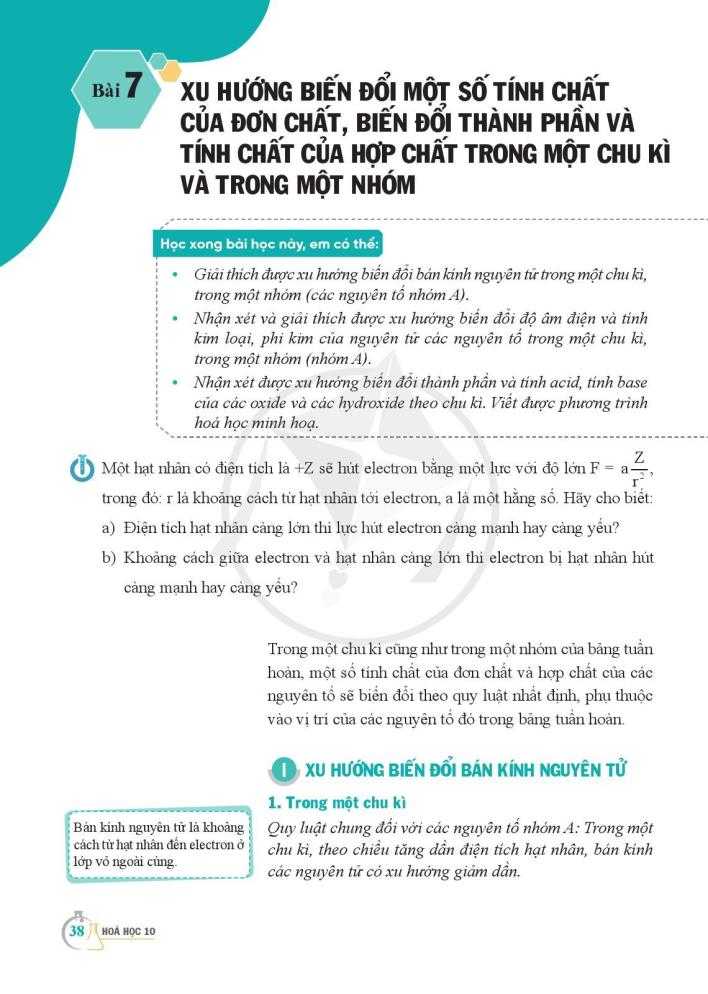 Bài 7
XU HƯỚNG BIẾN ĐỔI MỘT SỐ TÍNH CHẤT
CỦA ĐƠN CHẤT, BIẾN ĐỔI THÀNH PHẦN VÀ
TÍNH CHẤT CỦA HỢP CHẤT TRONG MỘT CHU KÌ
VÀ TRONG MỘT NHÓM
Học xong bài học này, em có thể:
• Giải thích được xu hướng biến đổi bán kính nguyên tử trong một chu kì,
trong một nhóm (các nguyên tố nhóm A).
• Nhận xét và giải thích được xu hướng biến đổi độ âm điện và tính
kim loại, phi kim của nguyên tử các nguyên tố trong một chu kì,
trong một nhóm (nhóm A).
• Nhận xét được xu hướng biến đổi thành phần và tính acid, tính base
của các oxide và các hydroxide theo chu kì. Viết được phương trình
hoá học minh hoạ.
Một hạt nhân có điện tích là +Z sẽ hút electron bằng một lực với độ lớn F = a Z/r²,
trong đó: r là khoảng cách từ hạt nhân tới electron, a là một hằng số. Hãy cho biết:
a) Điện tích hạt nhân càng lớn thì lực hút electron càng mạnh hay càng yếu?
b) Khoảng cách giữa electron và hạt nhân càng lớn thì electron bị hạt nhân hút
càng mạnh hay càng yếu?
Trong một chu kì cũng như trong một nhóm của bảng tuần
hoàn, một số tính chất của đơn chất và hợp chất của các
nguyên tố sẽ biến đổi theo quy luật nhất định, phụ thuộc
vào vị trí của các nguyên tố đó trong bảng tuần hoàn.
I XU HƯỚNG BIẾN ĐỔI BÁN KÍNH NGUYÊN TỬ
1. Trong một chu kì
Quy luật chung đối với các nguyên tố nhóm A: Trong một
chu kì, theo chiều tăng dần điện tích hạt nhân, bán kính
các nguyên tử có xu hướng giảm dần.
Bán kính nguyên tử là khoảng
cách từ hạt nhân đến electron ở
lớp vỏ ngoài cùng.
38 HOÁ HỌC 10